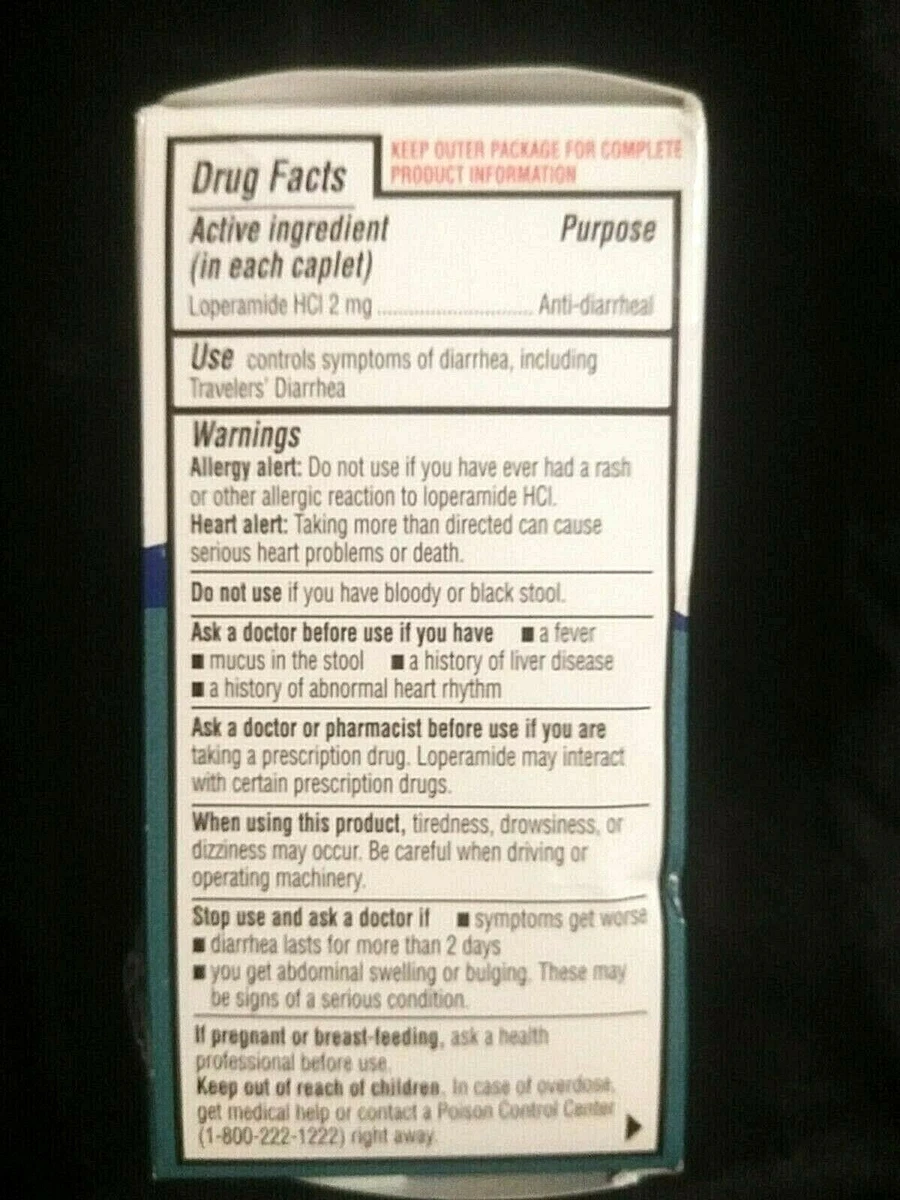 KEEP OUTER PACKAGE FOR COMPLETE
PRODUCT INFORMATION
Drug Facts
Active ingredient Purpose
(in each caplet)
Loperamide HCl 2 mg .............................. Anti-diarrheal
Use controls symptoms of diarrhea, including
Travelers' Diarrhea
Warnings
Allergy alert: Do not use if you have ever had a rash
or other allergic reaction to loperamide HCl.
Heart alert: Taking more than directed can cause
serious heart problems or death.
Do not use if you have bloody or black stool.
Ask a doctor before use if you have ■ a fever
■ mucus in the stool ■ a history of liver disease
■ a history of abnormal heart rhythm
Ask a doctor or pharmacist before use if you are
taking a prescription drug. Loperamide may interact
with certain prescription drugs.
When using this product, tiredness, drowsiness, or
dizziness may occur. Be careful when driving or
operating machinery.
Stop use and ask a doctor if ■ symptoms get worse
■ diarrhea lasts for more than 2 days
■ you get abdominal swelling or bulging. These may
be signs of a serious condition.
If pregnant or breast-feeding, ask a health
professional before use.
Keep out of reach of children. In case of overdose,
get medical help or contact a Poison Control Center
(1-800-222-1222) right away.